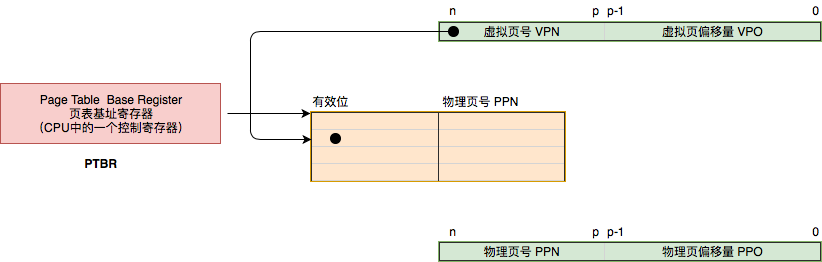 n p p-1 0
虚拟页号 VPN 虚拟页偏移量 VPO
Page Table Base Register
页表基址寄存器
（CPU中的一个控制寄存器）
PTBR
有效位 物理页号 PPN
n p p-1 0
物理页号 PPN 物理页偏移量 PPO